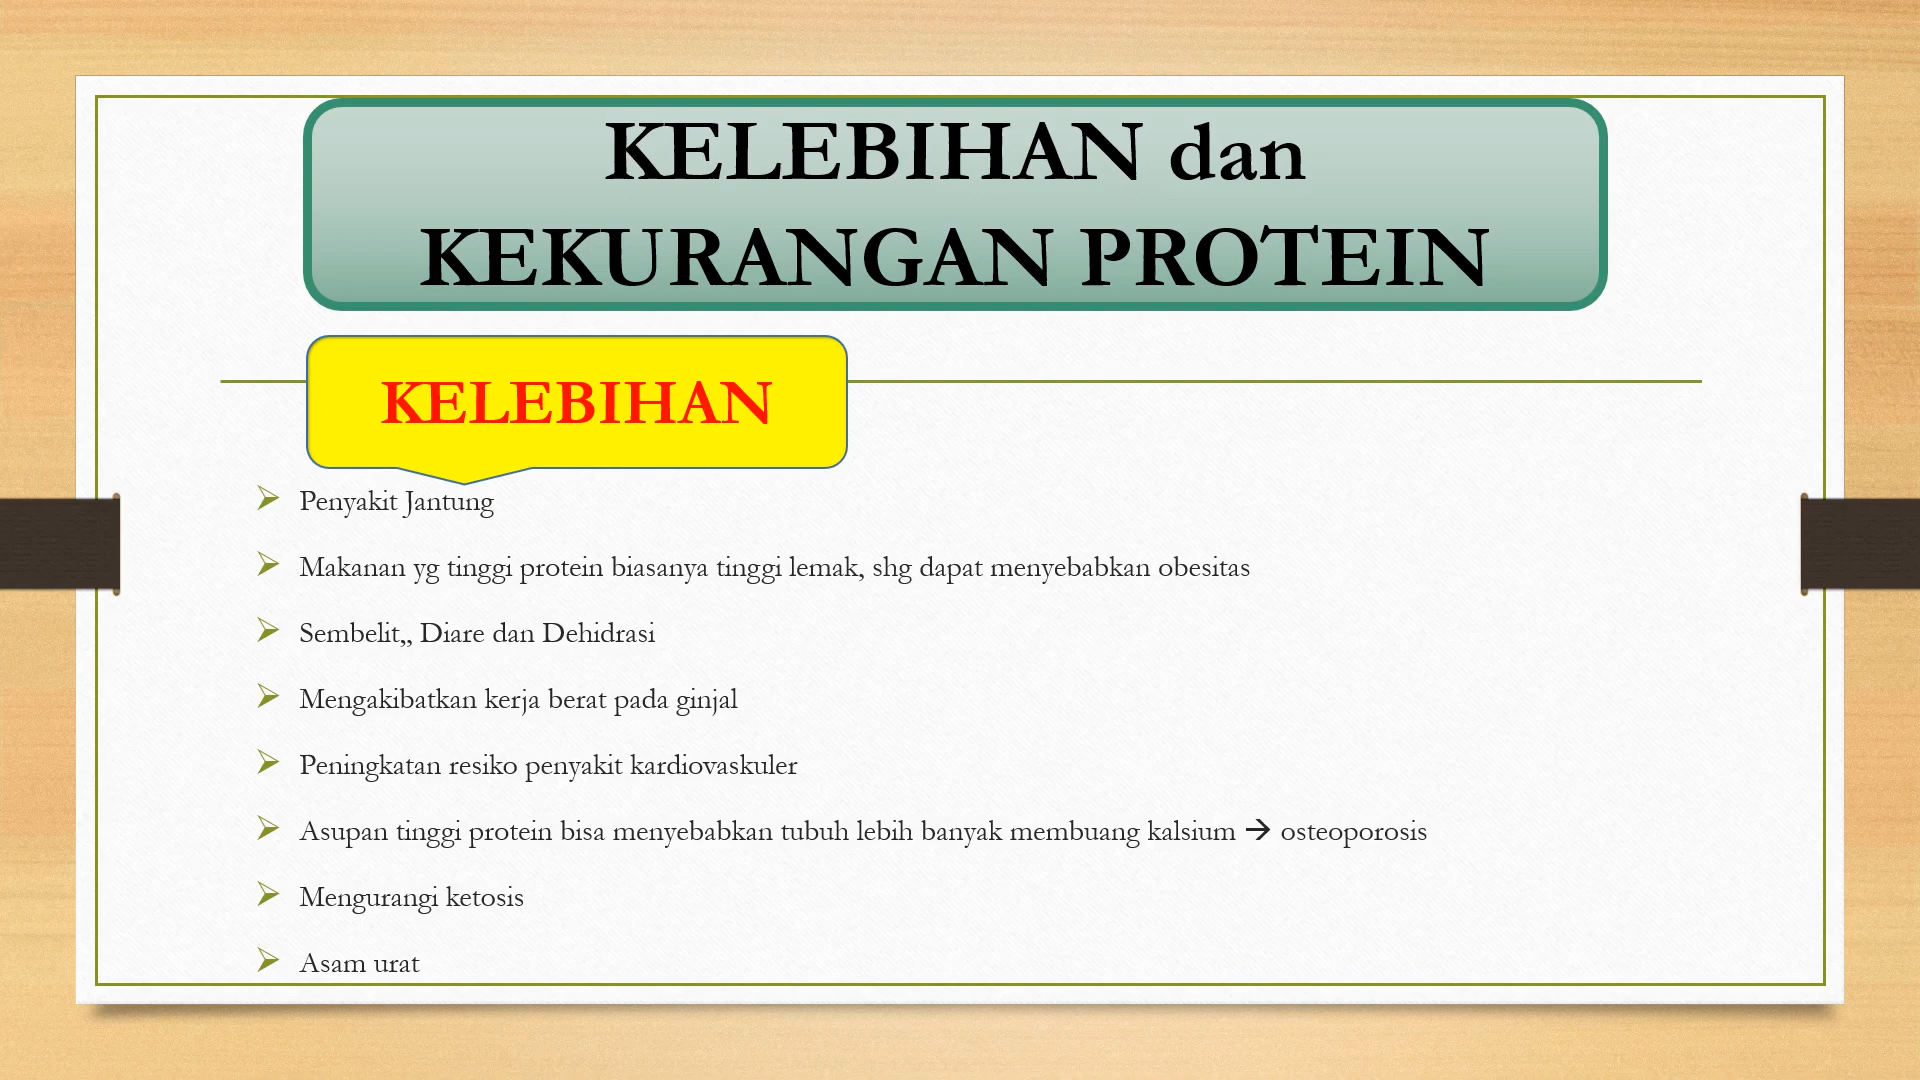 KELEBIHAN dan
KEKURANGAN PROTEIN
KELEBIHAN
Penyakit Jantung
Makanan yg tinggi protein biasanya tinggi lemak, shg dapat menyebabkan obesitas
Sembelit,, Diare dan Dehidrasi
Mengakibatkan kerja berat pada ginjal
Peningkatan resiko penyakit kardiovaskuler
Asupan tinggi protein bisa menyebabkan tubuh lebih banyak membuang kalsium → osteoporosis
Mengurangi ketosis
Asam urat